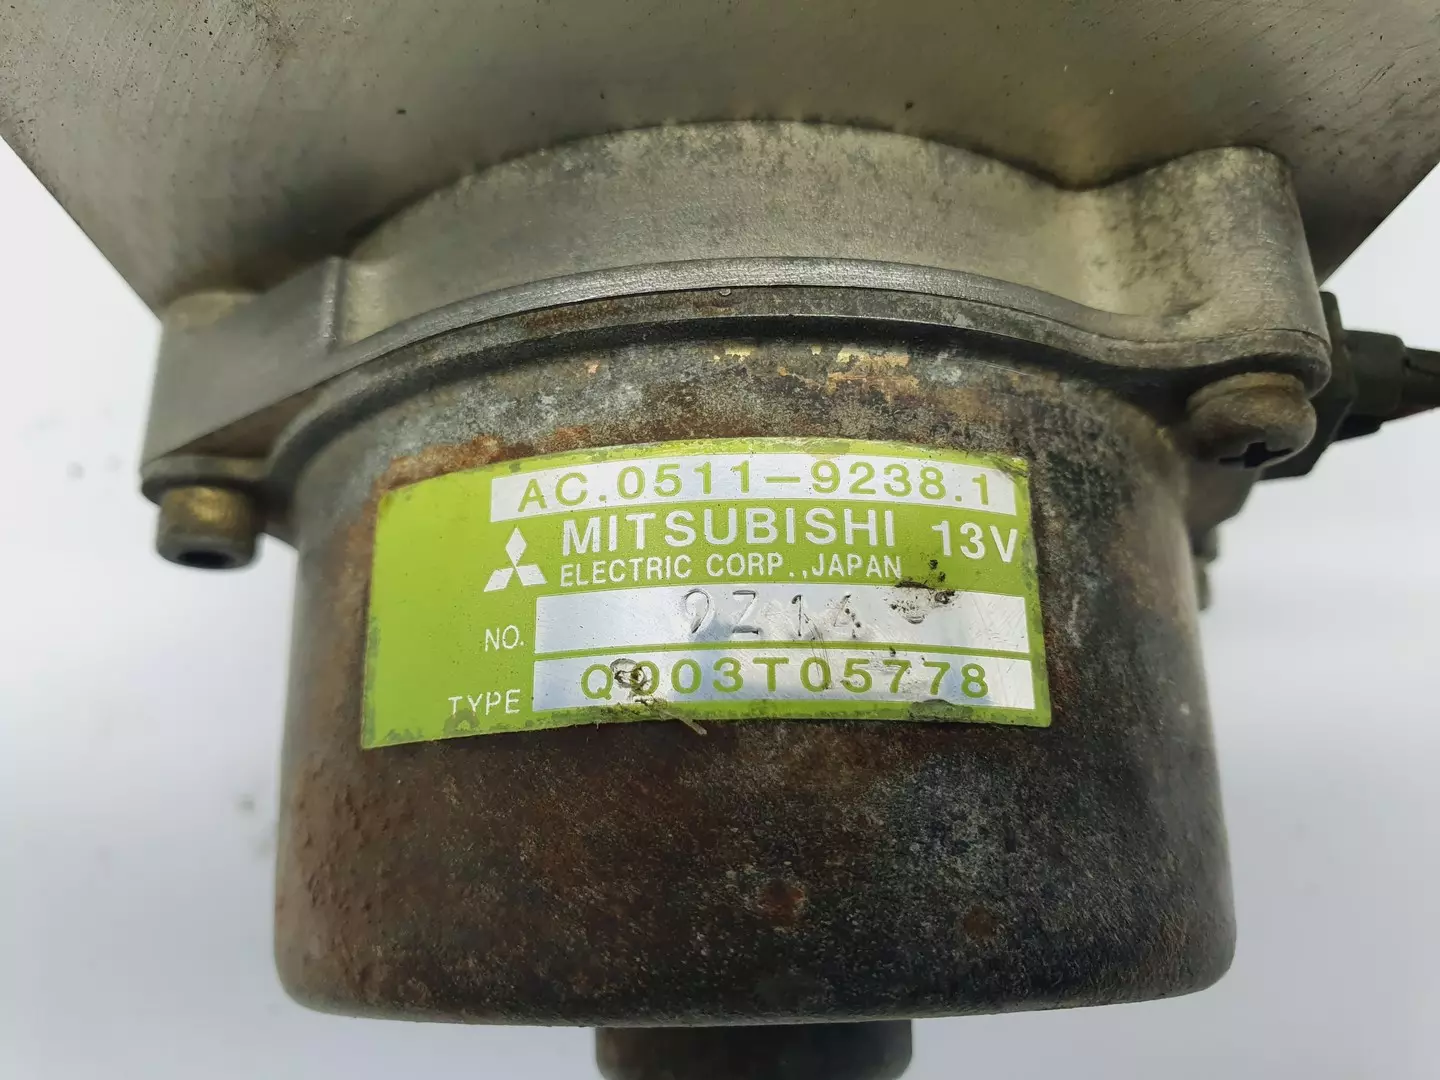 AC.0511-9238.1
MITSUBISHI 13V
ELECTRIC CORP.,JAPAN
NO. 9Z14
TYPE Q003T05778